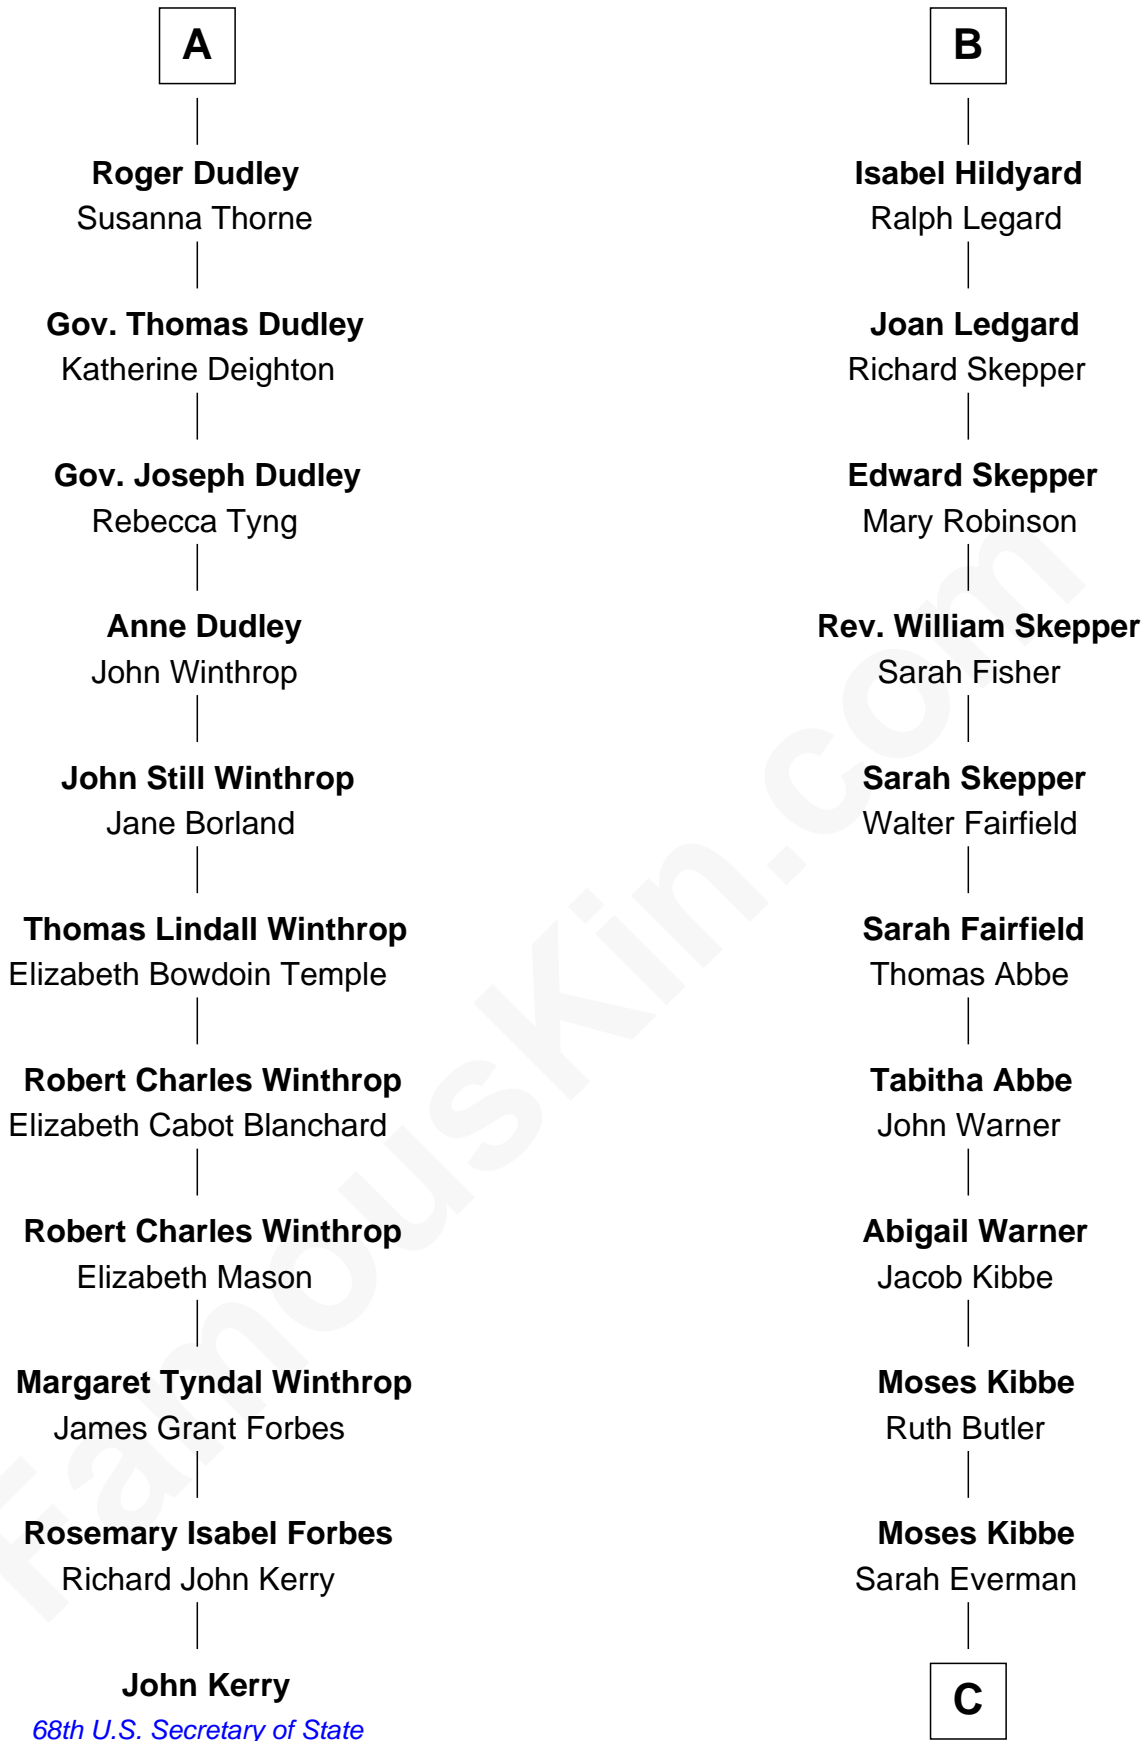 A
Roger Dudley
Susanna Thorne
Gov. Thomas Dudley
Katherine Deighton
Gov. Joseph Dudley
Rebecca Tyng
Anne Dudley
John Winthrop
John Still Winthrop
Jane Borland
Thomas Lindall Winthrop
Elizabeth Bowdoin Temple
Robert Charles Winthrop
Elizabeth Cabot Blanchard
Robert Charles Winthrop
Elizabeth Mason
Margaret Tyndal Winthrop
James Grant Forbes
Rosemary Isabel Forbes
Richard John Kerry
John Kerry
68th U.S. Secretary of State
B
Isabel Hildyard
Ralph Legard
Joan Ledgard
Richard Skepper
Edward Skepper
Mary Robinson
Rev. William Skepper
Sarah Fisher
Sarah Skepper
Walter Fairfield
Sarah Fairfield
Thomas Abbe
Tabitha Abbe
John Warner
Abigail Warner
Jacob Kibbe
Moses Kibbe
Ruth Butler
Moses Kibbe
Sarah Everman
C
FamousKin.com